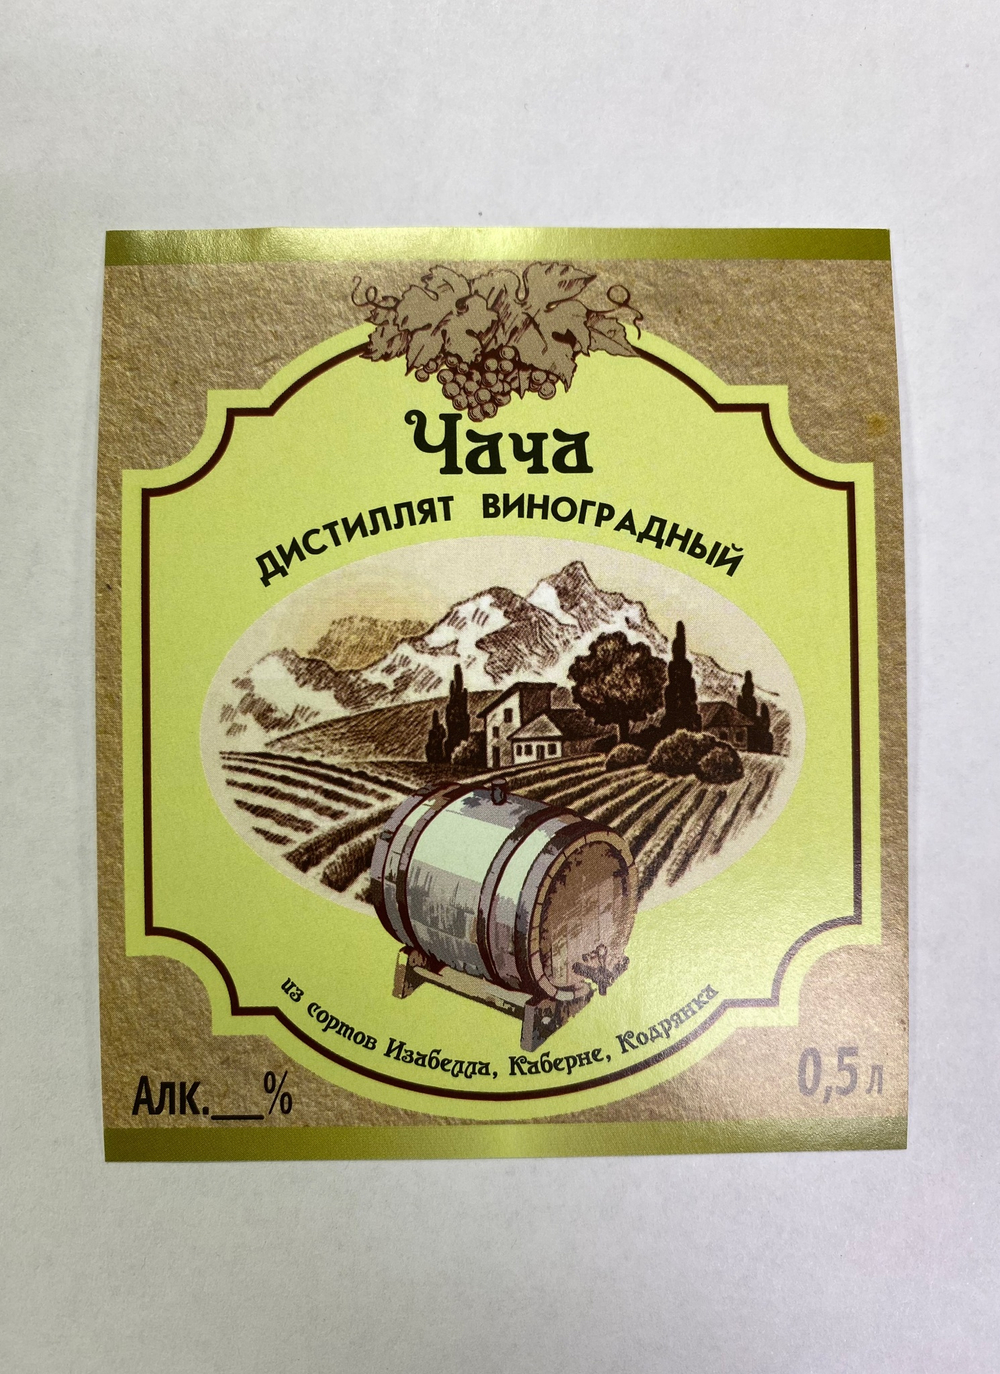 Чача
ДИСТИЛЛЯТ ВИНОГРАДНЫЙ
из сортов Изабелла, Каберне, Кодрянка
Алк.__%
0,5 л